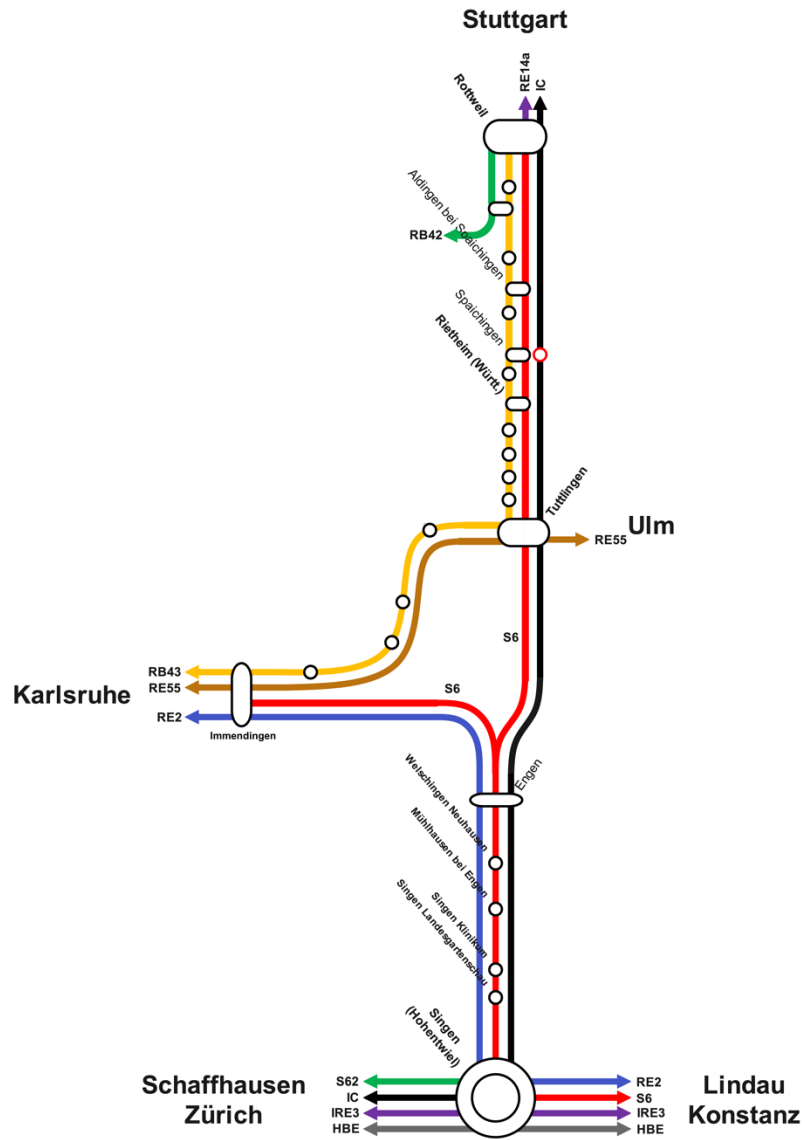 Stuttgart
RE14a
IC
Rottweil
Aldingen bei Spaichingen
RB42
Spaichingen
Rietheim (Württ.)
Tuttlingen
Ulm
RE55
S6
RB43
Karlsruhe
RE55
S6
RE2
Immendingen
Engen
Welschingen Neuhausen
Mühlhausen bei Engen
Singen Klinikum
Singen Landesgartenschau
Singen
(Hohentwiel)
Schaffhausen
Zürich
S62
IC
IRE3
HBE
RE2
S6
IRE3
HBE
Lindau
Konstanz